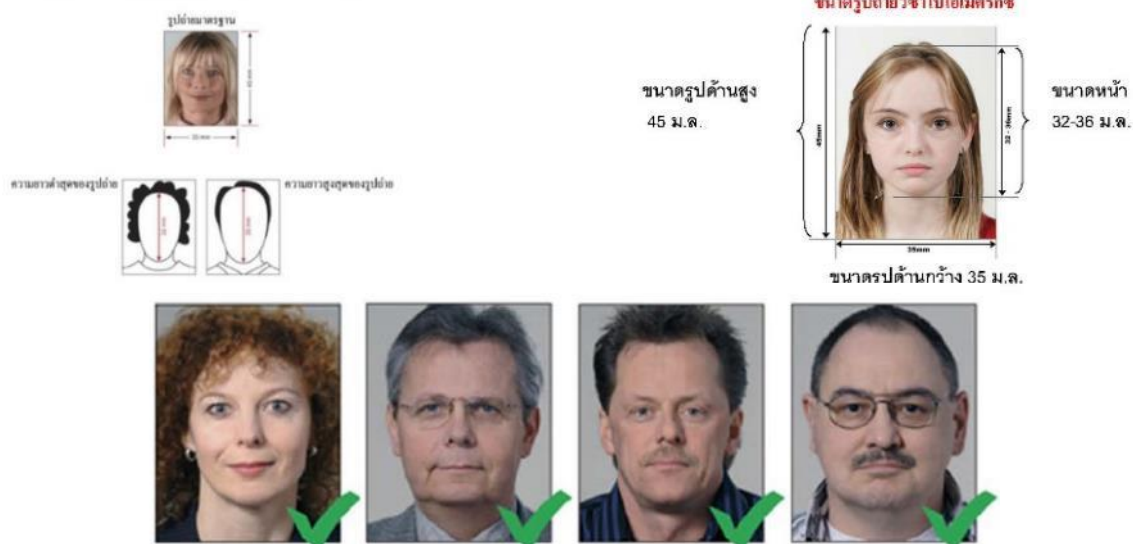 รูปถ่ายมาตรฐาน
45 mm
35 mm
ความยาวต่ำสุดของรูปถ่าย
ความยาวสูงสุดของรูปถ่าย
ขนาดรูปถ่ายวีซ่าไบโอเมตริกซ์
ขนาดรูปด้านสูง
45 ม.ล.
45mm
32 - 36mm
ขนาดหน้า
32-36 ม.ล.
35mm
ขนาดรูปด้านกว้าง 35 ม.ล.